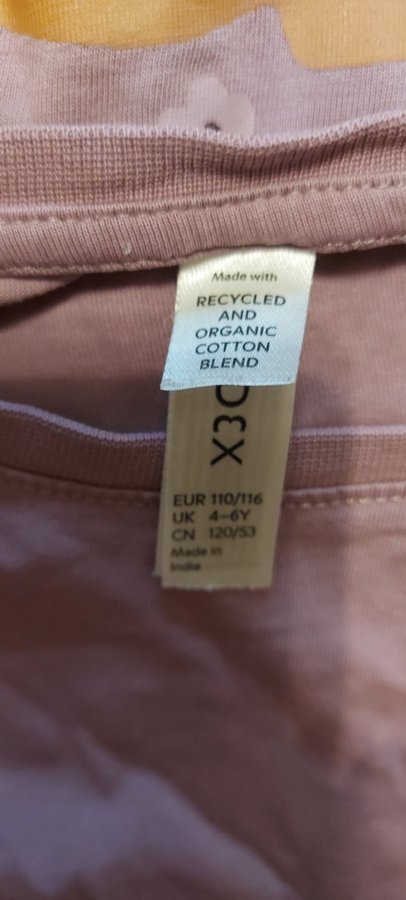 Made with
RECYCLED
AND
ORGANIC
COTTON
BLEND
EUR 110/116
UK 4–6Y
CN 120/53
Made in
India